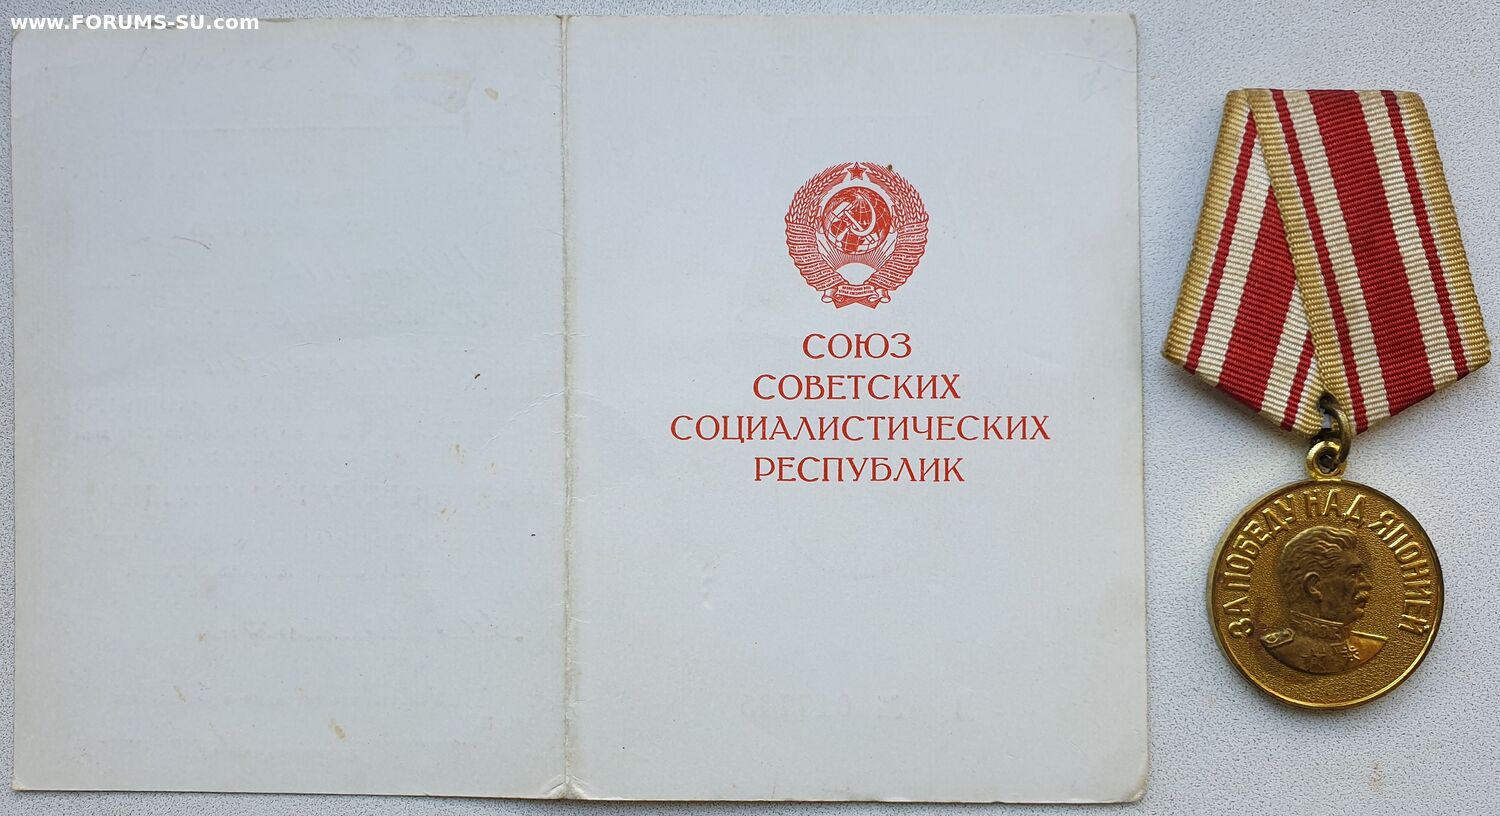 www.FORUMS-SU.com
СОЮЗ
СОВЕТСКИХ
СОЦИАЛИСТИЧЕСКИХ
РЕСПУБЛИК
ЗА ПОБЕДУ НАД ЯПОНИЕЙ